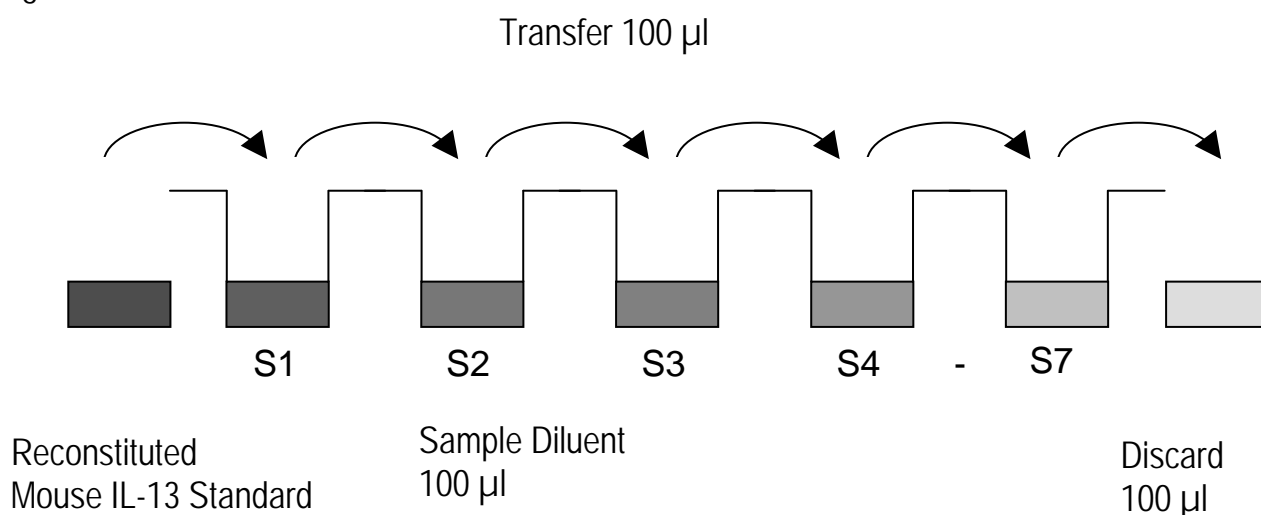 Transfer 100 µl
S1 S2 S3 S4 - S7
Reconstituted
Mouse IL-13 Standard
Sample Diluent
100 µl
Discard
100 µl